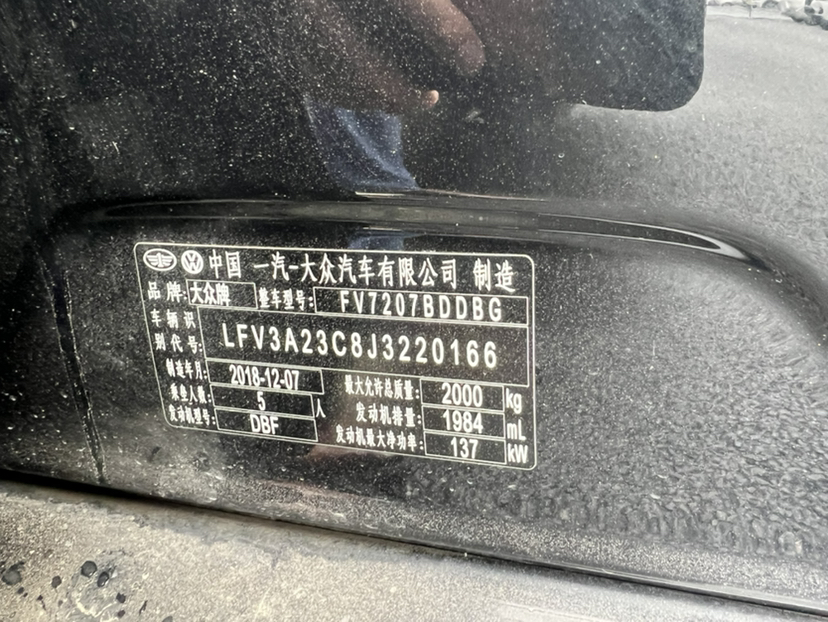 中国 一汽-大众汽车有限公司 制造
品牌: 大众牌 整车型号: FV7207BDDBG
车辆识别代号: LFV3A23C8J3220166
制造年月: 2018-12-07 最大允许总质量: 2000 kg
乘坐人数: 5 人 发动机排量: 1984 mL
发动机型号: DBF 发动机最大净功率: 137 kW